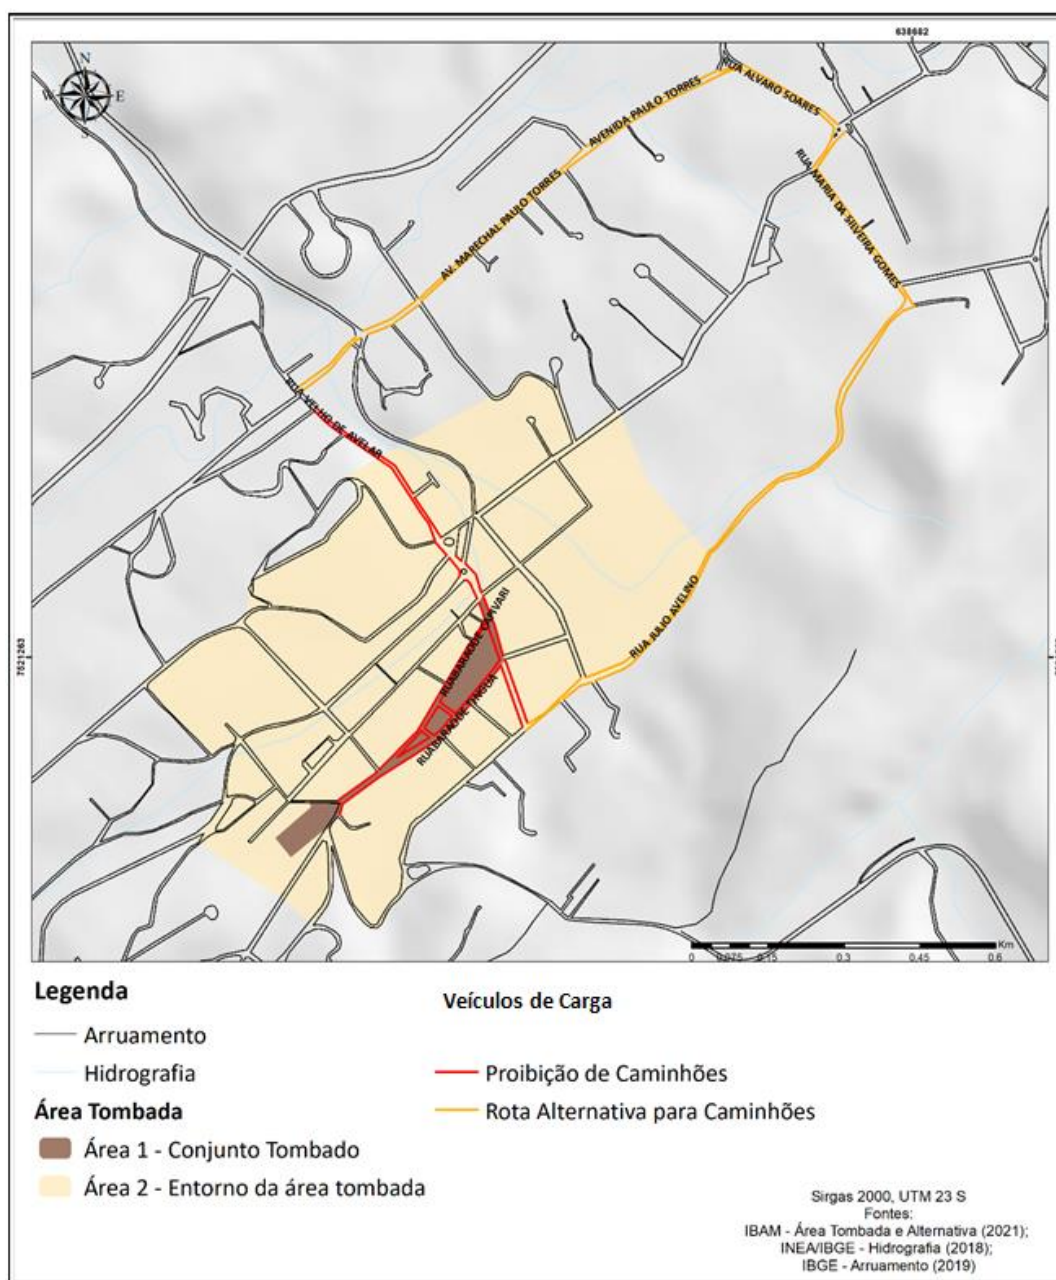 638682
N
W
E
S
RUA ALVARO SOARES
AVENIDA PAULO TORRES
AV. MARECHAL PAULO TORRES
RUA MARIA DA SILVEIRA GOMES
RUA VELHO DE AVELAR
RUA JULIO AVELINO
7521263
0 0.075 0.15 0.3 0.45 0.6
Km
Legenda
Veículos de Carga
Arruamento
Hidrografia
Proibição de Caminhões
Área Tombada
Rota Alternativa para Caminhões
Área 1 - Conjunto Tombado
Área 2 - Entorno da área tombada
Sirgas 2000, UTM 23 S
Fontes:
IBAM - Área Tombada e Alternativa (2021);
INEA/IBGE - Hidrografia (2018);
IBGE - Arruamento (2019)